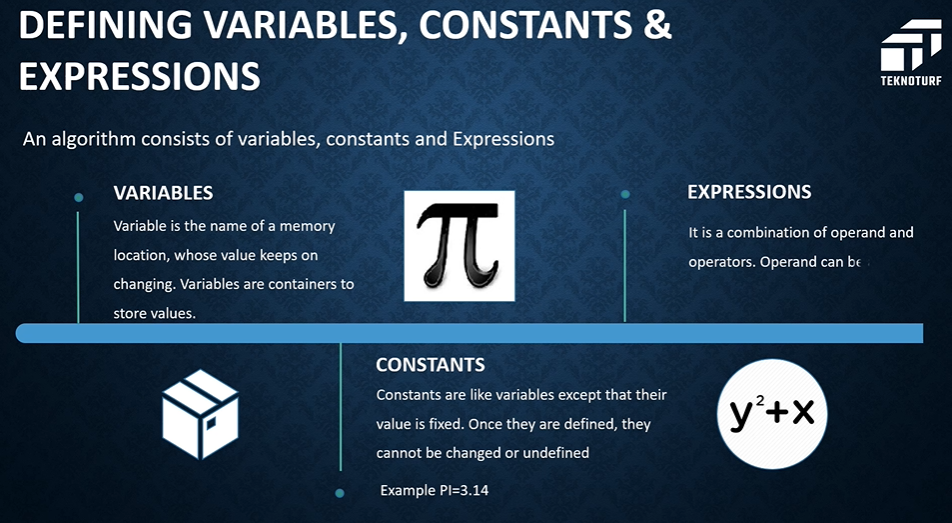 DEFINING VARIABLES, CONSTANTS &
EXPRESSIONS
TEKNOTURF
An algorithm consists of variables, constants and Expressions
VARIABLES
Variable is the name of a memory
location, whose value keeps on
changing. Variables are containers to
store values.
π
EXPRESSIONS
It is a combination of operand and
operators. Operand can be
CONSTANTS
Constants are like variables except that their
value is fixed. Once they are defined, they
cannot be changed or undefined
Example PI=3.14
y²+x